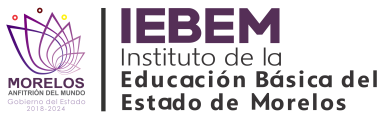 MORELOS
ANFITRIÓN DEL MUNDO
Gobierno del Estado
2018-2024
IEBEM
Instituto de la
Educación Básica del
Estado de Morelos